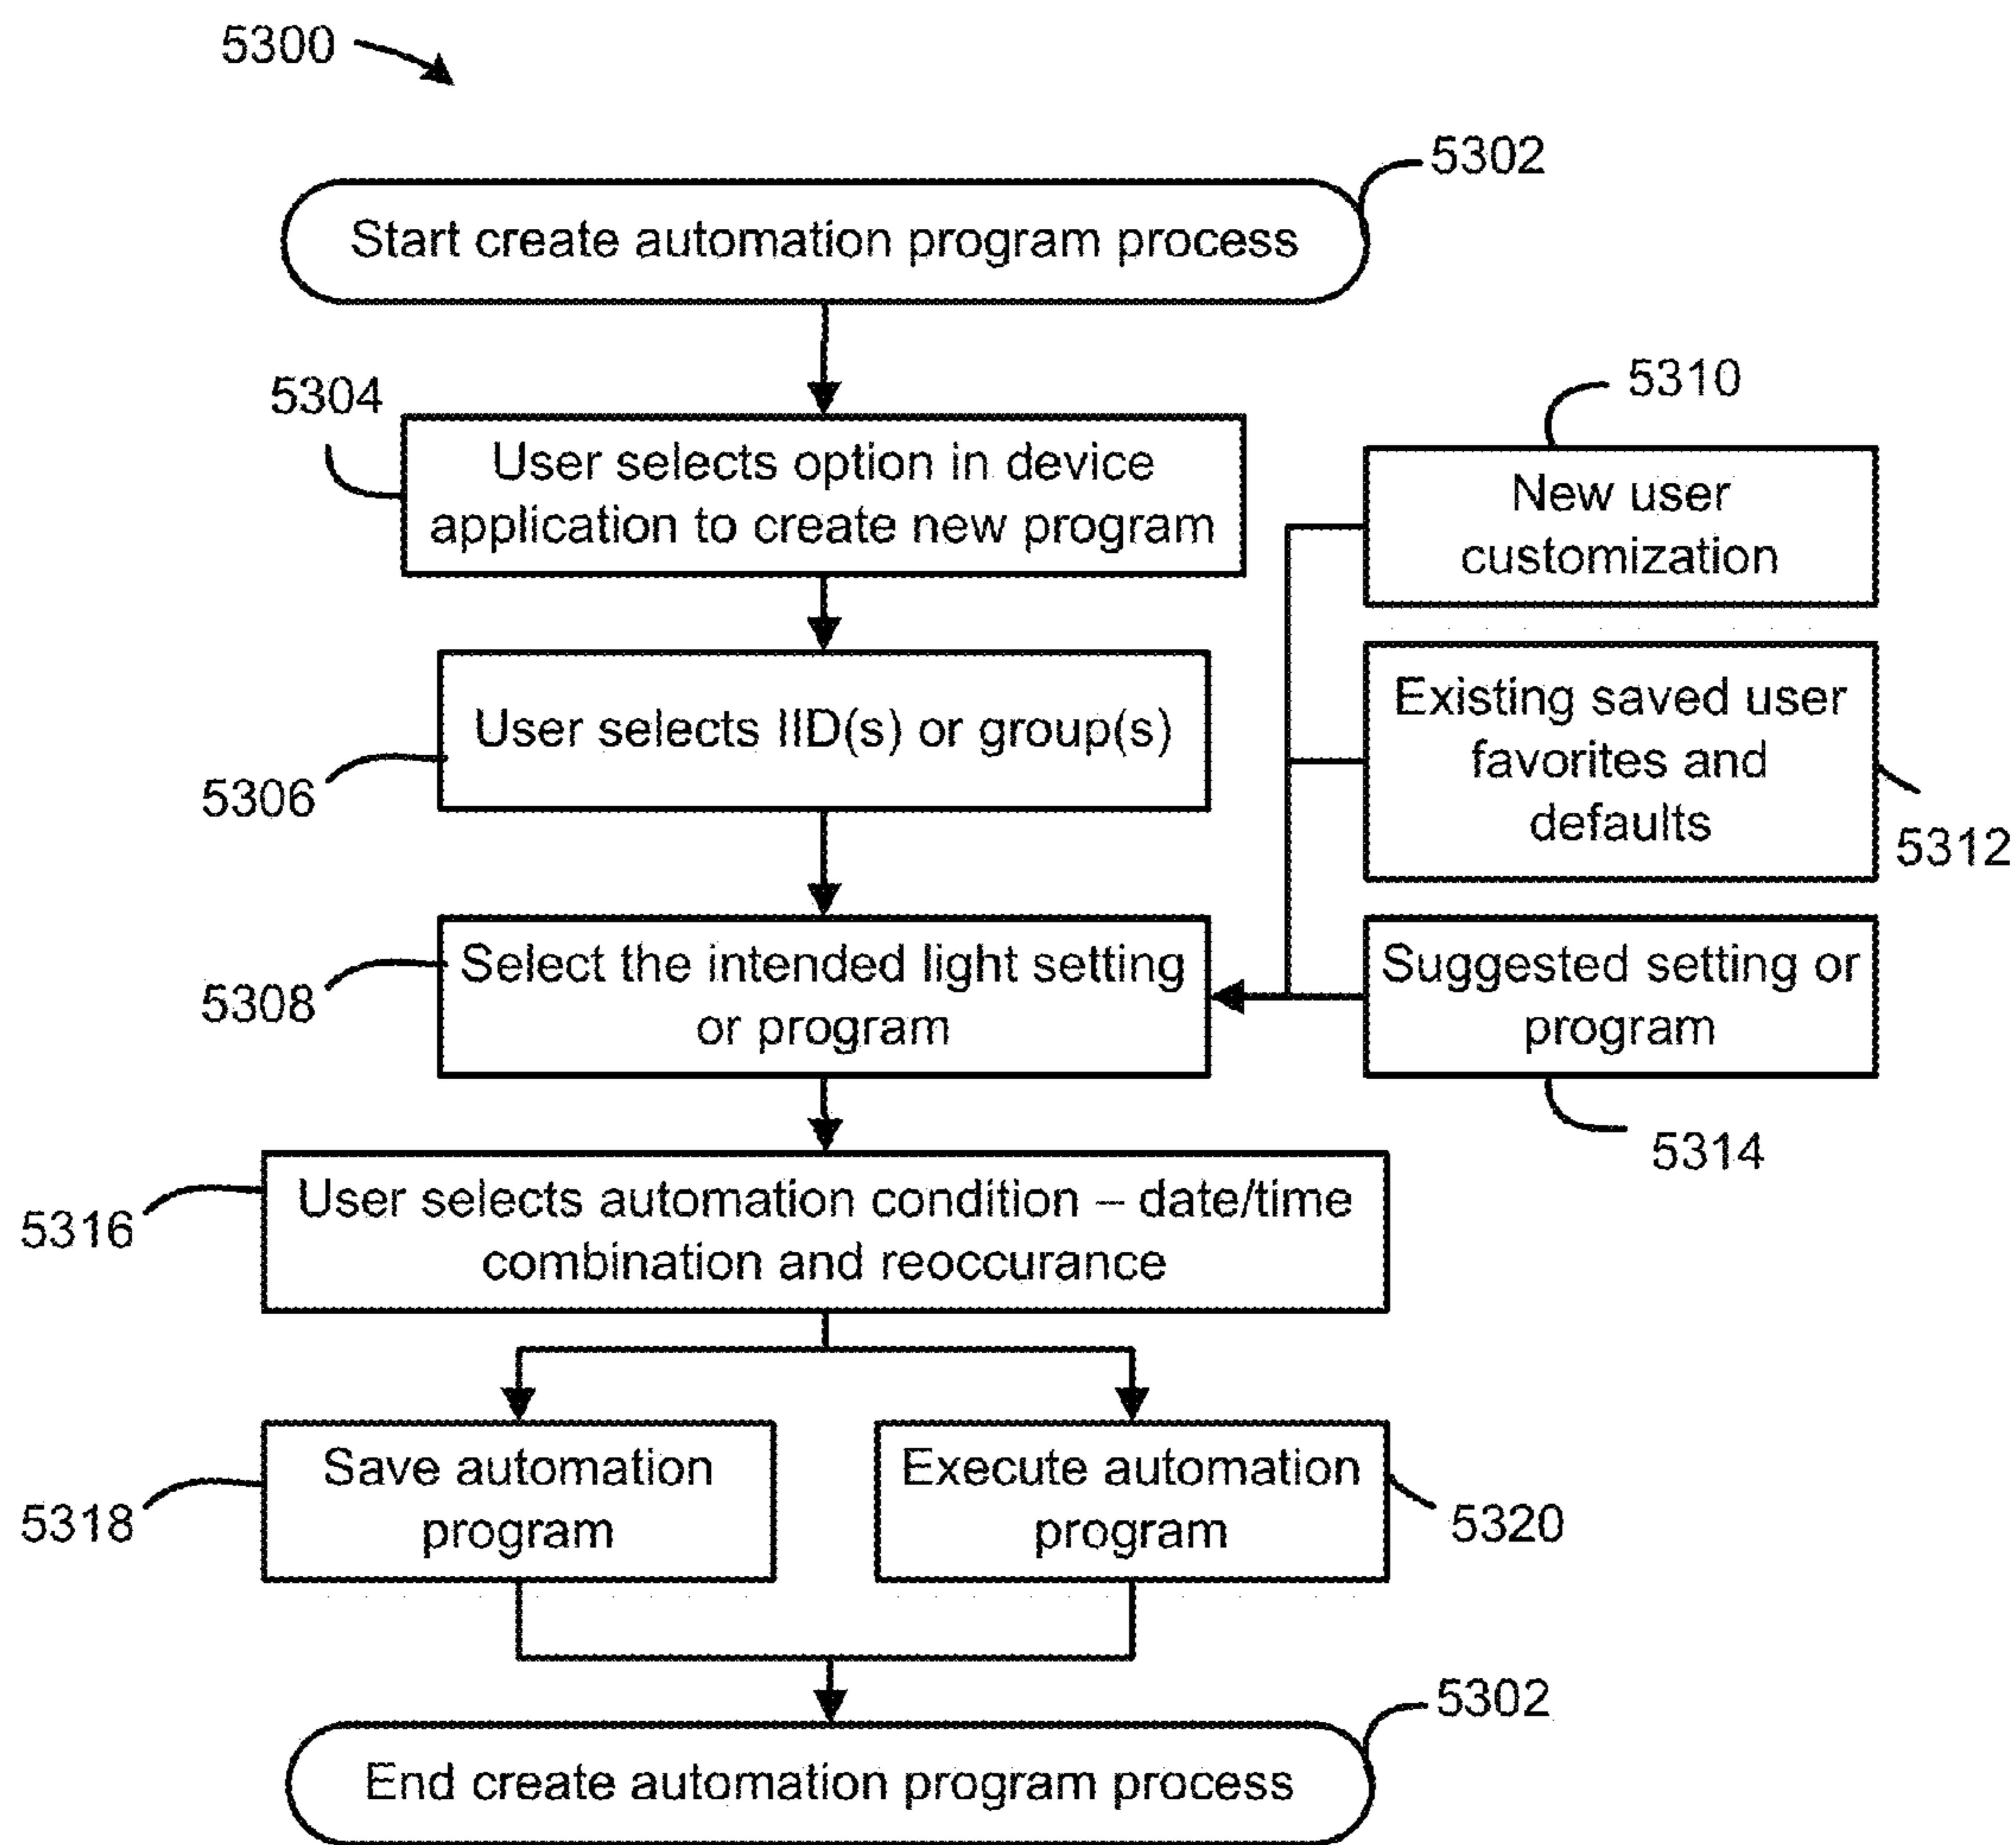 5300
5302
Start create automation program process
5304
User selects option in device
application to create new program
5310
New user
customization
User selects IID(s) or group(s)
5306
Existing saved user
favorites and
defaults
5312
Select the intended light setting
or program
5308
Suggested setting or
program
5314
User selects automation condition – date/time
combination and reoccurance
5316
Save automation
program
5318
Execute automation
program
5320
5302
End create automation program process